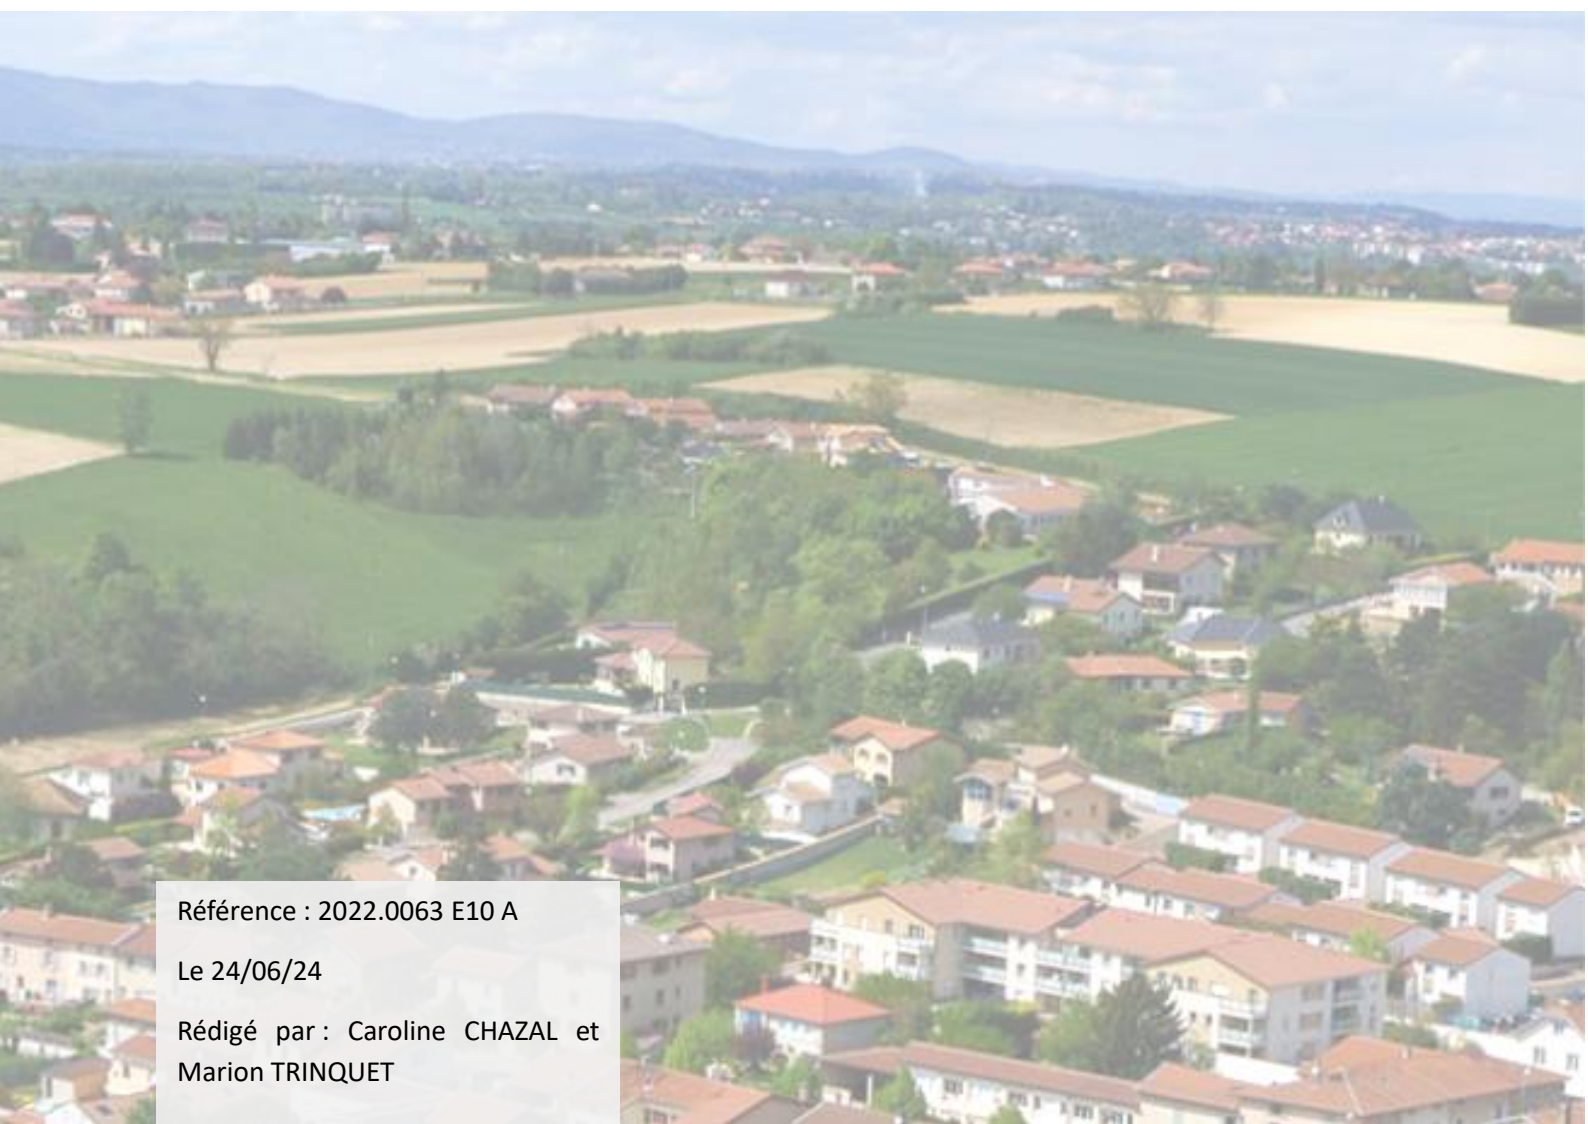 Référence : 2022.0063 E10 A
Le 24/06/24
Rédigé par : Caroline CHAZAL et
Marion TRINQUET